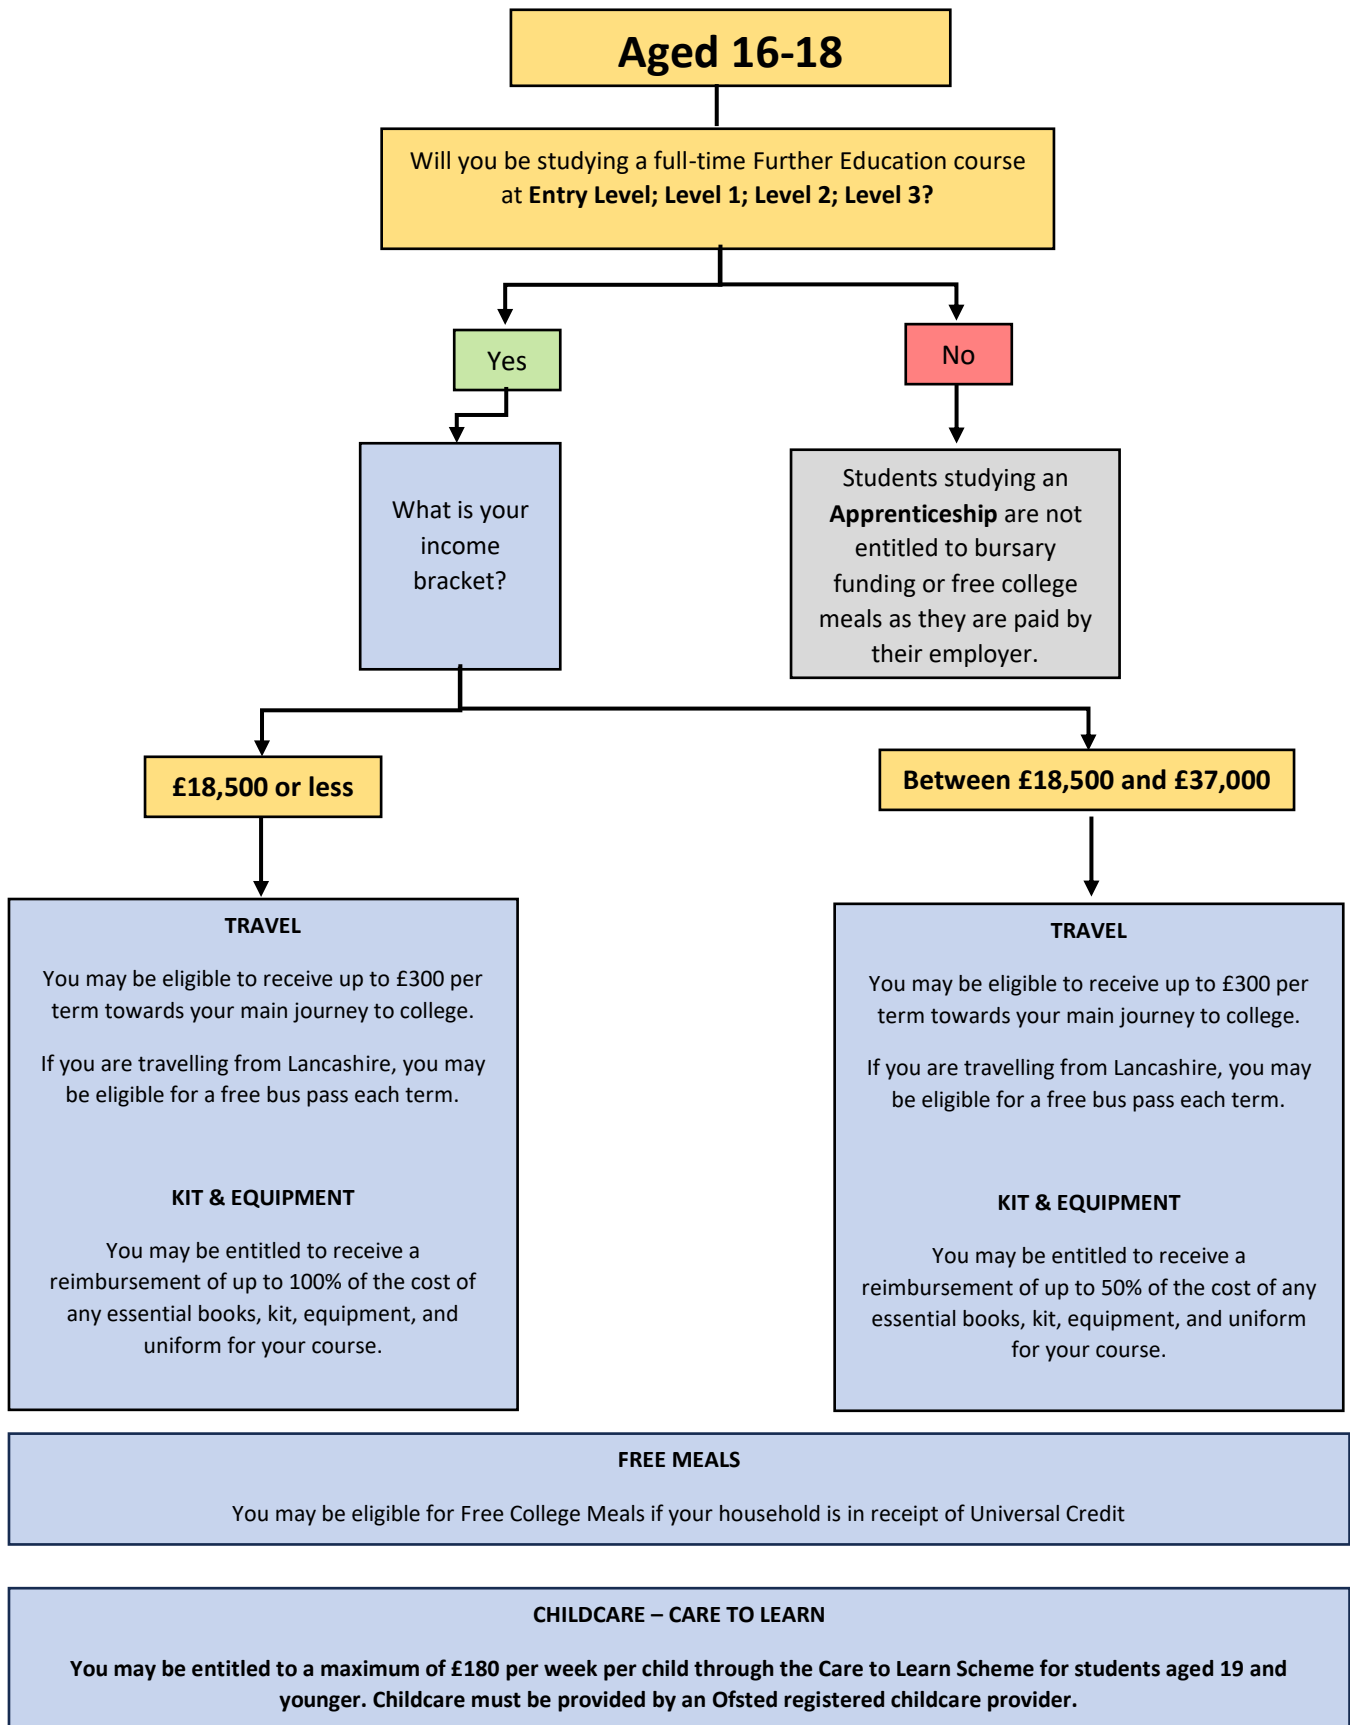 Aged 16-18
Will you be studying a full-time Further Education course
at Entry Level; Level 1; Level 2; Level 3?
Yes
No
What is your
income
bracket?
Students studying an
Apprenticeship are not
entitled to bursary
funding or free college
meals as they are paid by
their employer.
£18,500 or less
Between £18,500 and £37,000
TRAVEL
You may be eligible to receive up to £300 per
term towards your main journey to college.
If you are travelling from Lancashire, you may
be eligible for a free bus pass each term.
KIT & EQUIPMENT
You may be entitled to receive a
reimbursement of up to 100% of the cost of
any essential books, kit, equipment, and
uniform for your course.
TRAVEL
You may be eligible to receive up to £300 per
term towards your main journey to college.
If you are travelling from Lancashire, you may
be eligible for a free bus pass each term.
KIT & EQUIPMENT
You may be entitled to receive a
reimbursement of up to 50% of the cost of any
essential books, kit, equipment, and uniform
for your course.
FREE MEALS
You may be eligible for Free College Meals if your household is in receipt of Universal Credit
CHILDCARE – CARE TO LEARN
You may be entitled to a maximum of £180 per week per child through the Care to Learn Scheme for students aged 19 and
younger. Childcare must be provided by an Ofsted registered childcare provider.